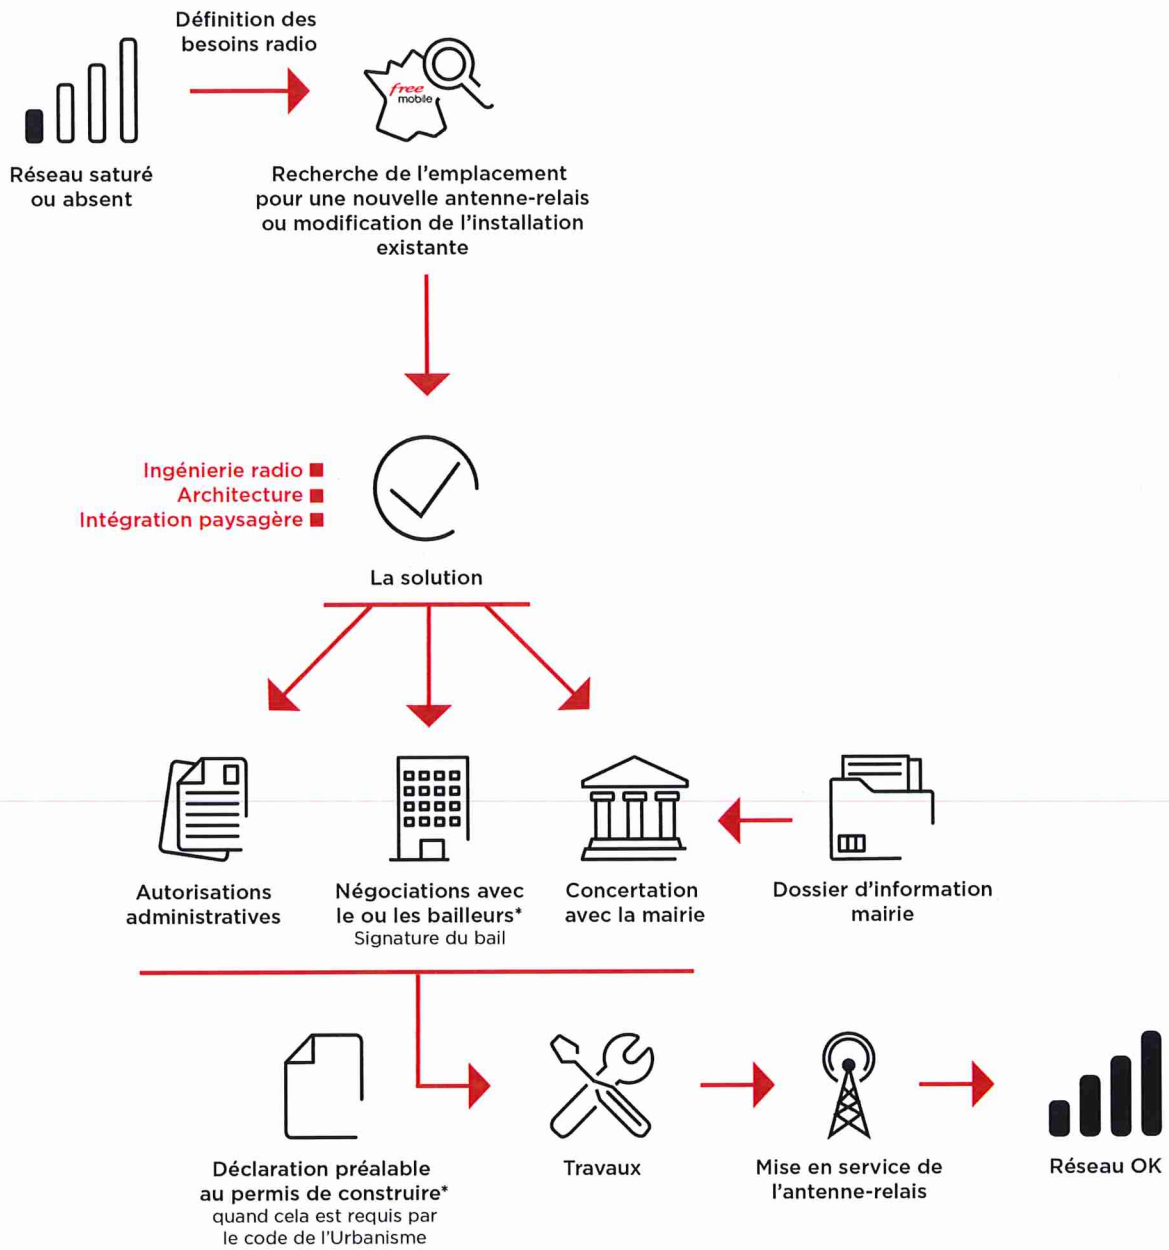 Définition des
besoins radio
free
mobile
Réseau saturé
ou absent
Recherche de l'emplacement
pour une nouvelle antenne-relais
ou modification de l'installation
existante
Ingénierie radio
Architecture
Intégration paysagère
La solution
Autorisations
administratives
Négociations avec
le ou les bailleurs*
Signature du bail
Concertation
avec la mairie
Dossier d'information
mairie
Déclaration préalable
au permis de construire*
quand cela est requis par
le code de l'Urbanisme
Travaux
Mise en service de
l'antenne-relais
Réseau OK